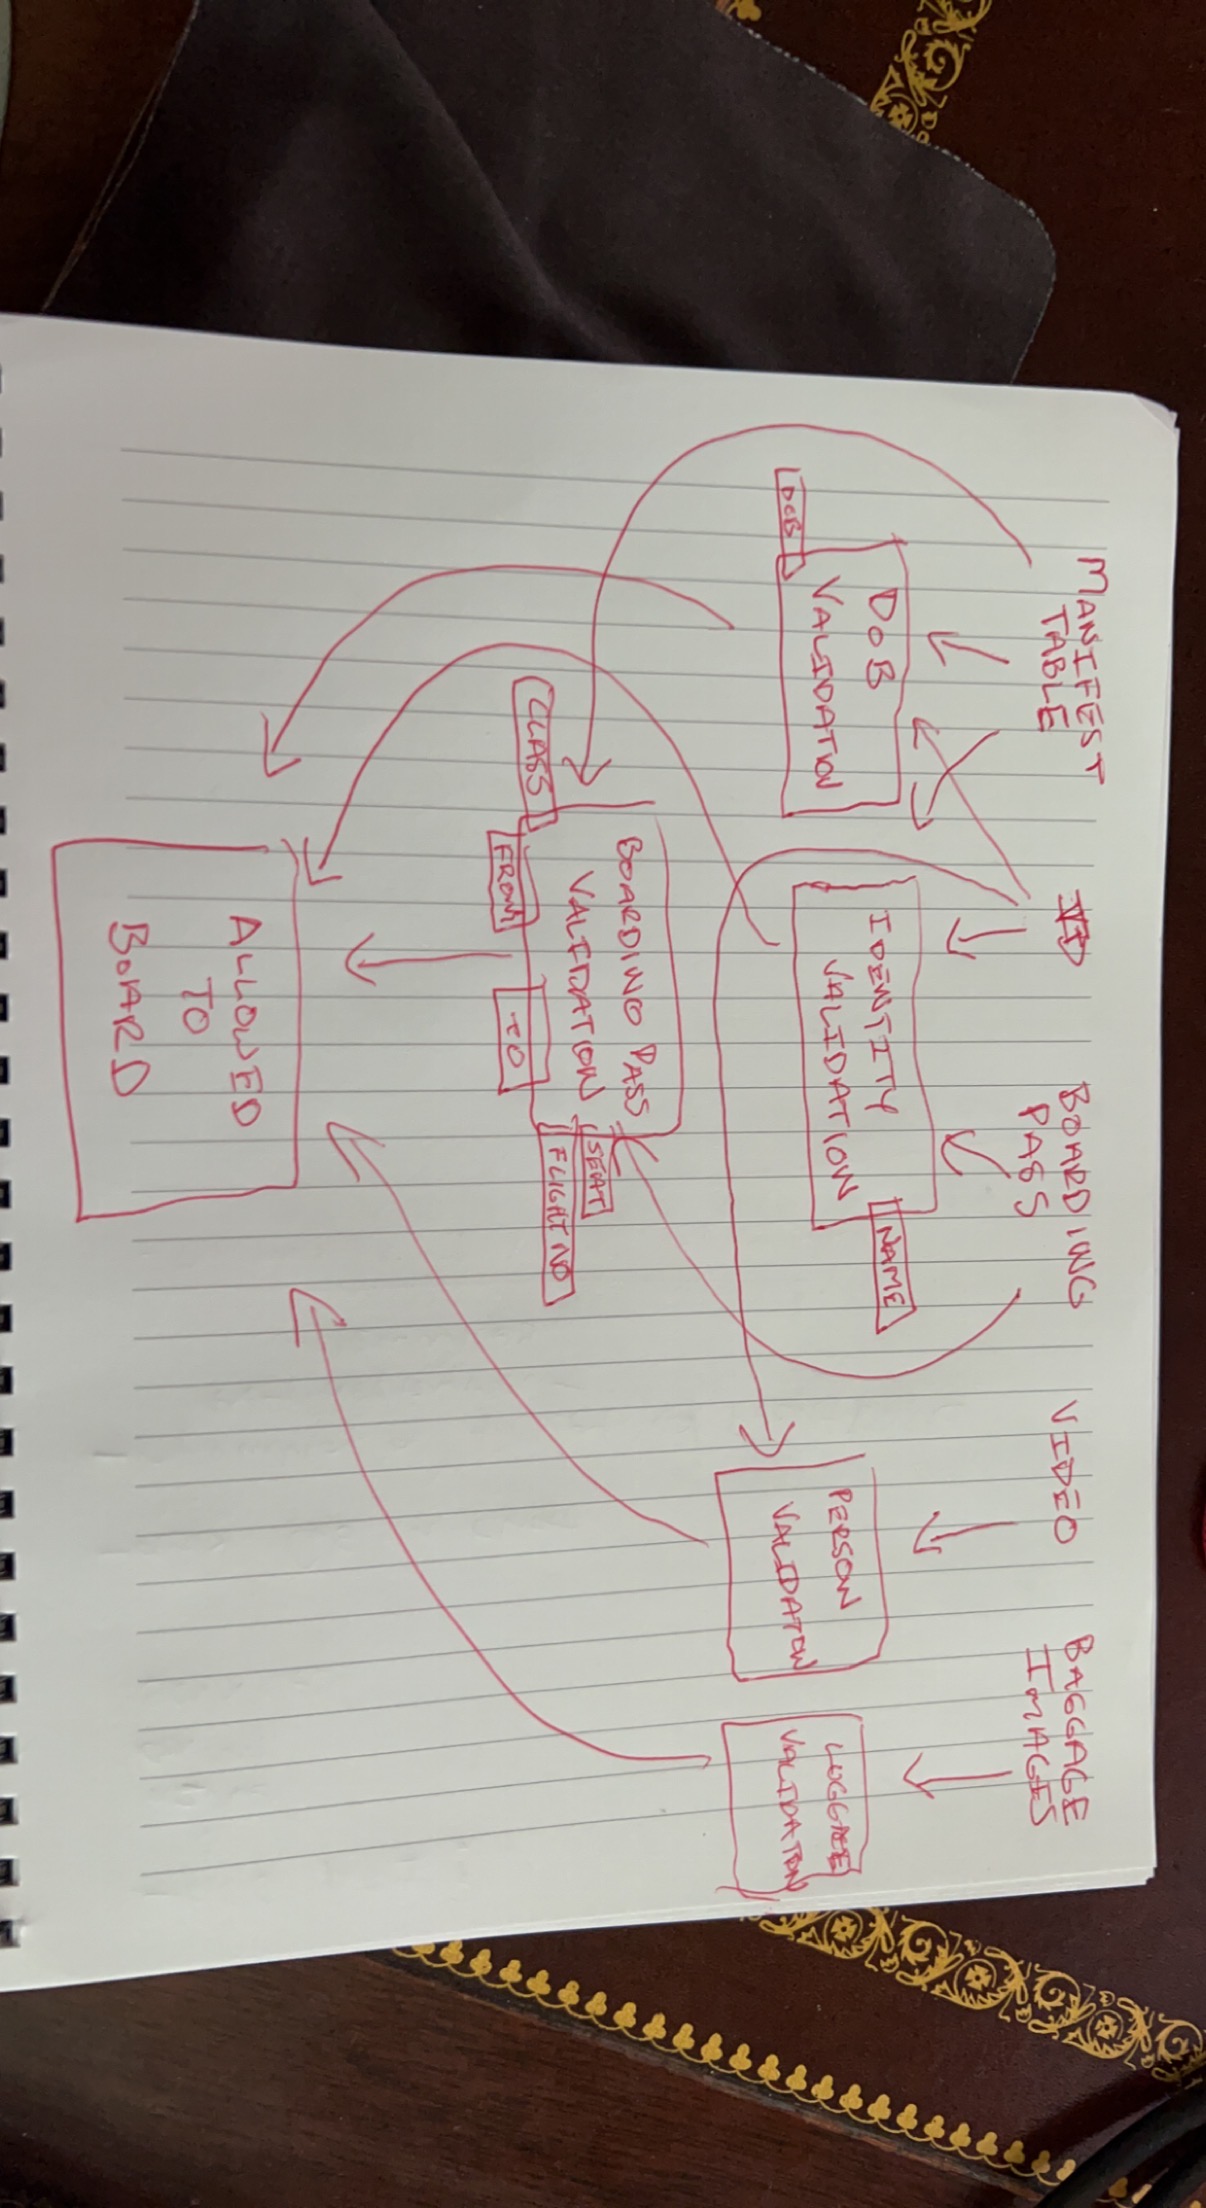 MANIFEST
TABLE
ID
BOARDING
PASS
VIDEO
BAGGAGE
IMAGES
DOB
VALIDATION
DOB
IDENTITY
VALIDATION
NAME
PERSON
VALIDATION
LUGGAGE
VALIDATION
BOARDING PASS
VALIDATION
CLASS
FROM
TO
SEAT
FLIGHT NO
ALLOWED
TO
BOARD